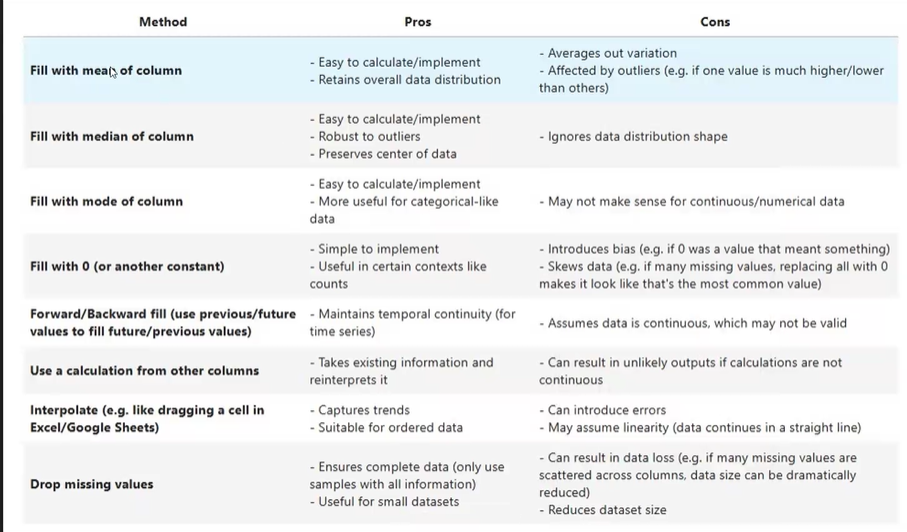 Method Pros Cons
Fill with mean of column
- Easy to calculate/implement
- Retains overall data distribution
- Averages out variation
- Affected by outliers (e.g. if one value is much higher/lower
than others)
Fill with median of column
- Easy to calculate/implement
- Robust to outliers
- Preserves center of data
- Ignores data distribution shape
Fill with mode of column
- Easy to calculate/implement
- More useful for categorical-like
data
- May not make sense for continuous/numerical data
Fill with 0 (or another constant)
- Simple to implement
- Useful in certain contexts like
counts
- Introduces bias (e.g. if 0 was a value that meant something)
- Skews data (e.g. if many missing values, replacing all with 0
makes it look like that's the most common value)
Forward/Backward fill (use previous/future
values to fill future/previous values)
- Maintains temporal continuity (for
time series)
- Assumes data is continuous, which may not be valid
Use a calculation from other columns
- Takes existing information and
reinterprets it
- Can result in unlikely outputs if calculations are not
continuous
Interpolate (e.g. like dragging a cell in
Excel/Google Sheets)
- Captures trends
- Suitable for ordered data
- Can introduce errors
- May assume linearity (data continues in a straight line)
Drop missing values
- Ensures complete data (only use
samples with all information)
- Useful for small datasets
- Can result in data loss (e.g. if many missing values are
scattered across columns, data size can be dramatically
reduced)
- Reduces dataset size